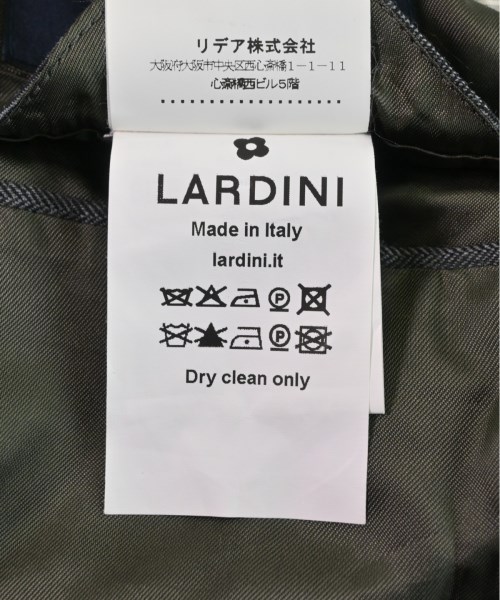 リデア株式会社
大阪府大阪市中央区西心斎橋1-1-11
心斎橋西ビル5階
LARDINI
Made in Italy
lardini.it
P
P
Dry clean only